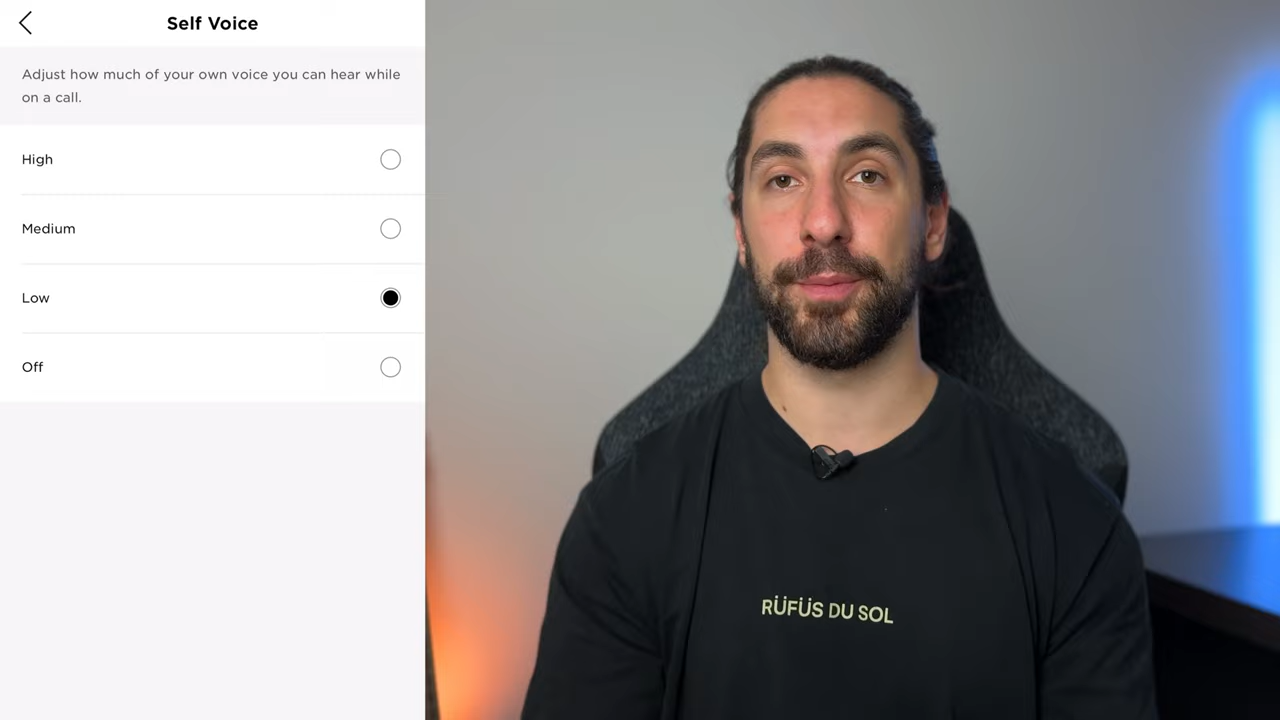 Self Voice
Adjust how much of your own voice you can hear while
on a call.
High
Medium
Low
Off
RÜFÜS DU SOL